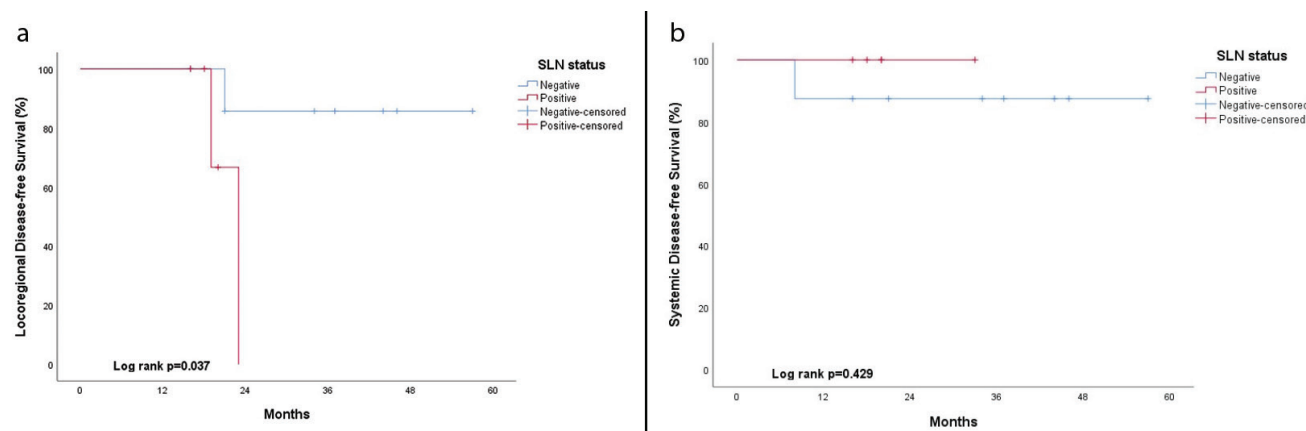 a
Locoregional Disease-free Survival (%)
100
80
60
40
20
0
Log rank p=0.037
0 12 24 36 48 60
Months
SLN status
Negative
Positive
Negative-censored
Positive-censored
b
Systemic Disease-free Survival (%)
100
80
60
40
20
0
Log rank p=0.429
0 12 24 36 48 60
Months
SLN status
Negative
Positive
Negative-censored
Positive-censored